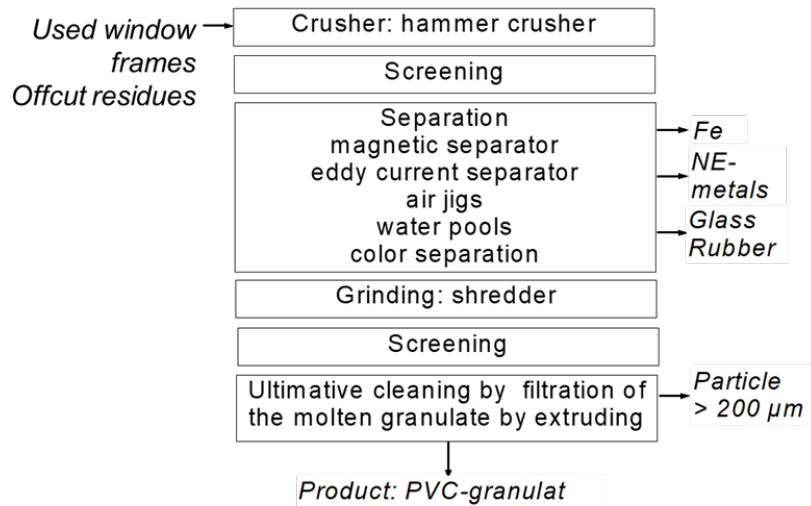 Used window
frames
Offcut residues
Crusher: hammer crusher
Screening
Separation
magnetic separator
eddy current separator
air jigs
water pools
color separation
Fe
NE-
metals
Glass
Rubber
Grinding: shredder
Screening
Ultimative cleaning by filtration of
the molten granulate by extruding
Particle
> 200 µm
Product: PVC-granulat